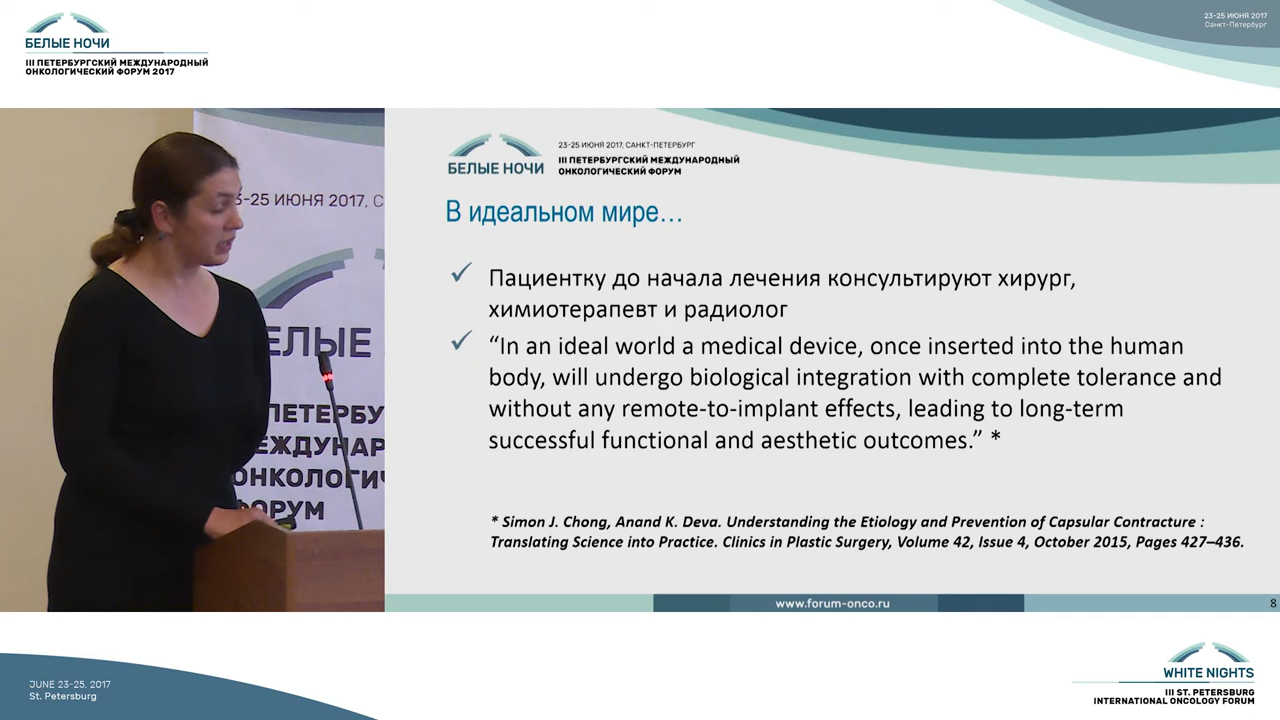 БЕЛЫЕ НОЧИ
III ПЕТЕРБУРГСКИЙ МЕЖДУНАРОДНЫЙ
ОНКОЛОГИЧЕСКИЙ ФОРУМ 2017
23-25 ИЮНЯ 2017
Санкт-Петербург
3-25 ИЮНЯ 2017, С
ЕЛЫЕ
ПЕТЕРБУ
ЕЖДУНАР
ОНКОЛОГИЧ
ФОРУМ
БЕЛЫЕ НОЧИ
23-25 ИЮНЯ 2017, САНКТ-ПЕТЕРБУРГ
III ПЕТЕРБУРГСКИЙ МЕЖДУНАРОДНЫЙ
ОНКОЛОГИЧЕСКИЙ ФОРУМ
В идеальном мире...
✓ Пациентку до начала лечения консультируют хирург,
химиотерапевт и радиолог
✓ “In an ideal world a medical device, once inserted into the human
body, will undergo biological integration with complete tolerance and
without any remote-to-implant effects, leading to long-term
successful functional and aesthetic outcomes.” *
* Simon J. Chong, Anand K. Deva. Understanding the Etiology and Prevention of Capsular Contracture :
Translating Science into Practice. Clinics in Plastic Surgery, Volume 42, Issue 4, October 2015, Pages 427–436.
www.forum-onco.ru
8
JUNE 23-25, 2017
St. Petersburg
WHITE NIGHTS
III ST. PETERSBURG
INTERNATIONAL ONCOLOGY FORUM